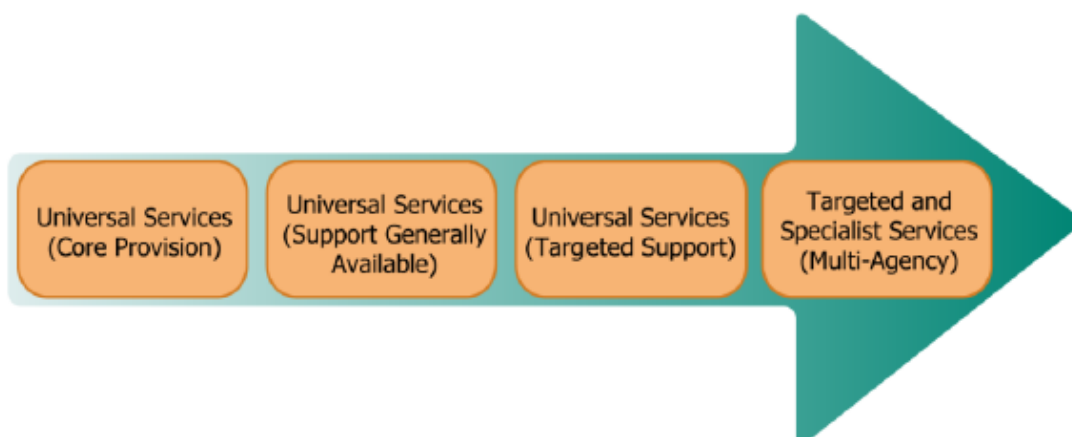 Universal Services
(Core Provision)
Universal Services
(Support Generally
Available)
Universal Services
(Targeted Support)
Targeted and
Specialist Services
(Multi-Agency)